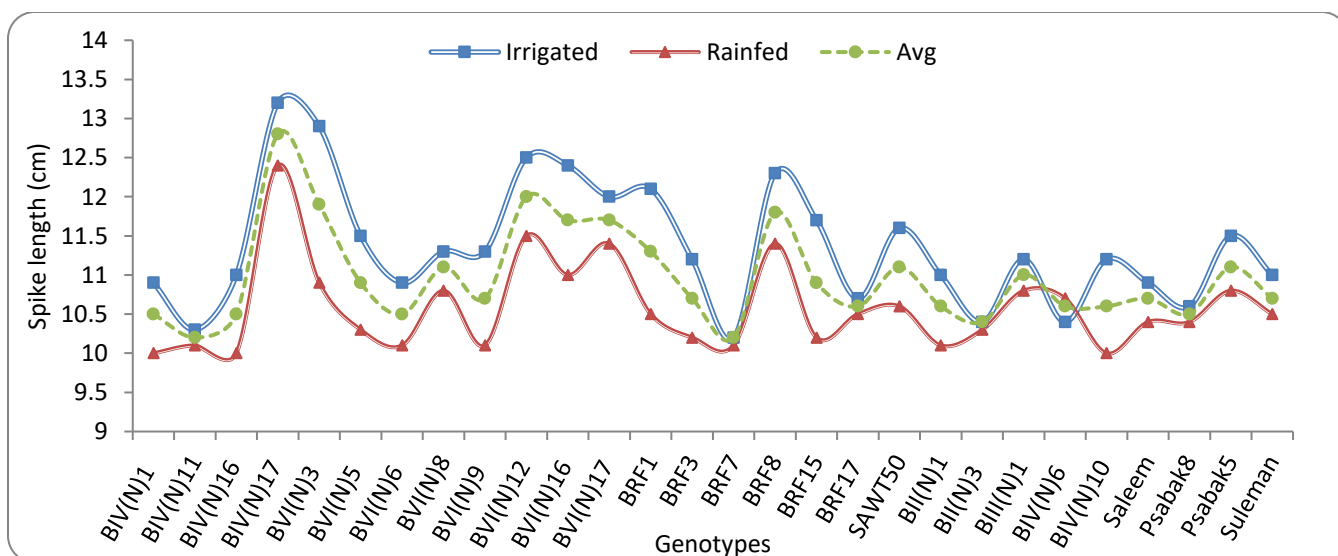 Irrigated Rainfed Avg
Spike length (cm)
14
13.5
13
12.5
12
11.5
11
10.5
10
9.5
9
BIV(N)1
BIV(N)11
BIV(N)16
BIV(N)17
BVI(N)3
BVI(N)5
BVI(N)6
BVI(N)8
BVI(N)9
BVI(N)12
BVI(N)16
BVI(N)17
BRF1
BRF3
BRF7
BRF8
BRF15
BRF17
SAWT50
BII(N)1
BII(N)3
BIII(N)1
BIV(N)6
BIV(N)10
Saleem
Psabak8
Psabak5
Suleman
Genotypes